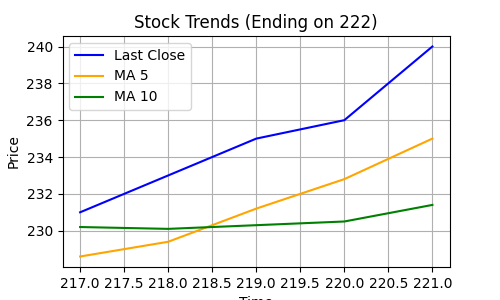 Stock Trends (Ending on 222)
240
238
236
234
232
230
Price
Last Close
MA 5
MA 10
217.0 217.5 218.0 218.5 219.0 219.5 220.0 220.5 221.0
Time